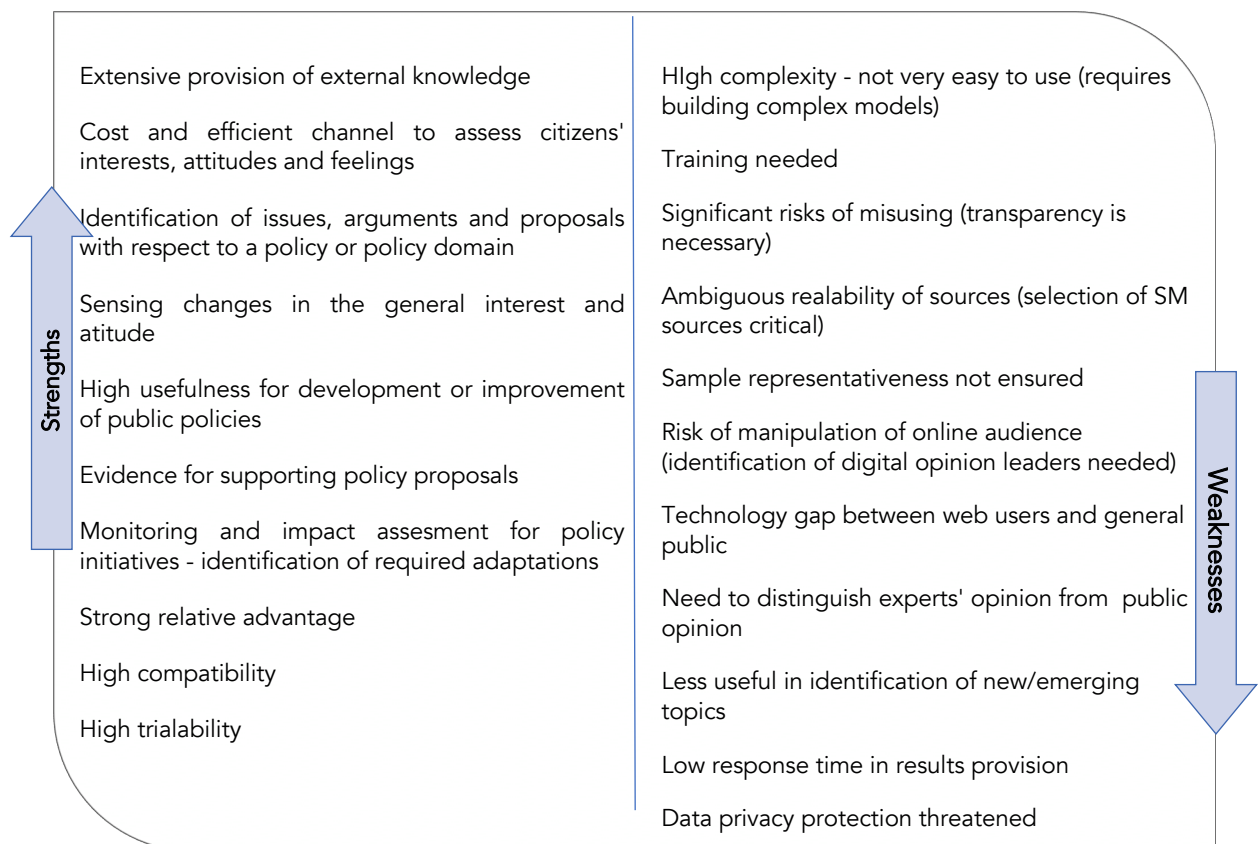 Strengths
Extensive provision of external knowledge
Cost and efficient channel to assess citizens'
interests, attitudes and feelings
Identification of issues, arguments and proposals
with respect to a policy or policy domain
Sensing changes in the general interest and
atitude
High usefulness for development or improvement
of public policies
Evidence for supporting policy proposals
Monitoring and impact assesment for policy
initiatives - identification of required adaptations
Strong relative advantage
High compatibility
High trialability
HIgh complexity - not very easy to use (requires
building complex models)
Training needed
Significant risks of misusing (transparency is
necessary)
Ambiguous realability of sources (selection of SM
sources critical)
Sample representativeness not ensured
Risk of manipulation of online audience
(identification of digital opinion leaders needed)
Technology gap between web users and general
public
Need to distinguish experts' opinion from public
opinion
Less useful in identification of new/emerging
topics
Low response time in results provision
Data privacy protection threatened
Weaknesses